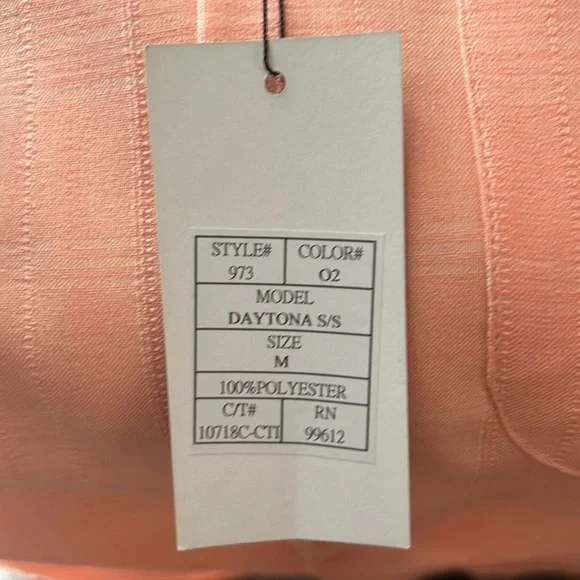 STYLE# COLOR#
973 O2
MODEL
DAYTONA S/S
SIZE
M
100%POLYESTER
C/T# RN
10718C-CTI 99612